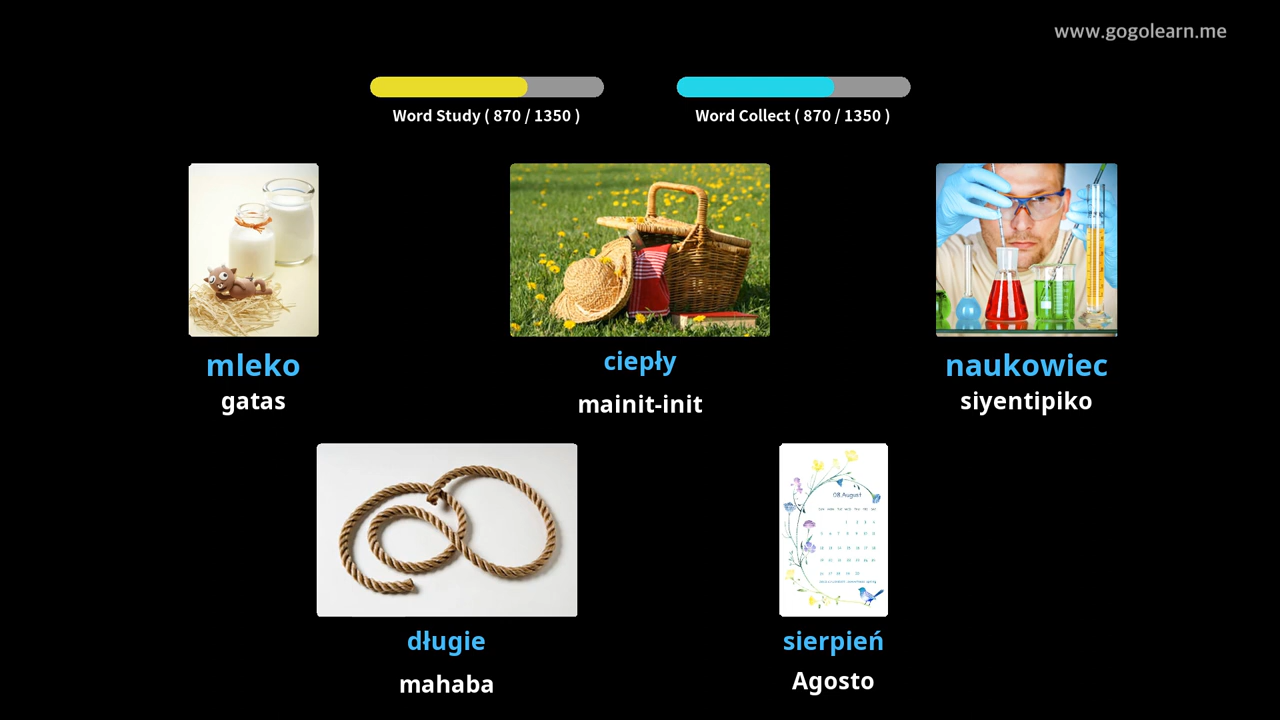 www.gogolearn.me
Word Study ( 870 / 1350 )
Word Collect ( 870 / 1350 )
mleko
gatas
ciepły
mainit-init
naukowiec
siyentipiko
długie
mahaba
08 August
sierpień
Agosto